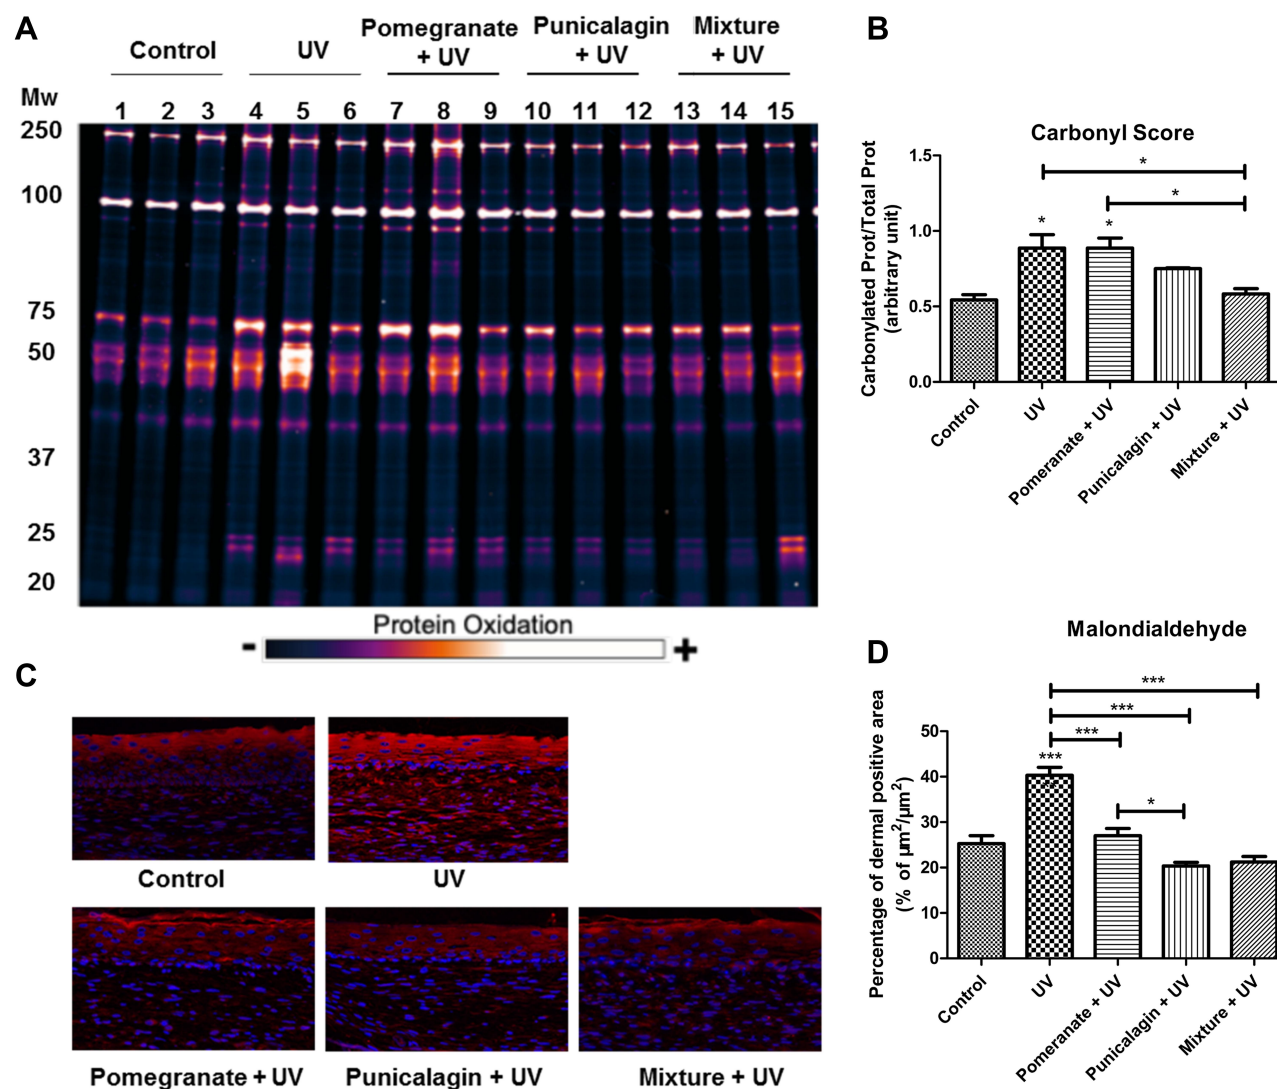 A
Control
UV
Pomegranate
+ UV
Punicalagin
+ UV
Mixture
+ UV
Mw
1 2 3 4 5 6 7 8 9 10 11 12 13 14 15
250
100
75
50
37
25
20
Protein Oxidation
- +
B
Carbonyl Score
Carbonylated Prot/Total Prot
(arbitrary unit)
1.5
1.0
0.5
0.0
*
*
* *
Control
UV
Pomeranate + UV
Punicalagin + UV
Mixture + UV
C
Control
UV
Pomegranate + UV
Punicalagin + UV
Mixture + UV
D
Malondialdehyde
Percentage of dermal positive area
(% of µm²/µm²)
50
40
30
20
10
0
***
***
***
***
*
Control
UV
Pomeranate + UV
Punicalagin + UV
Mixture + UV